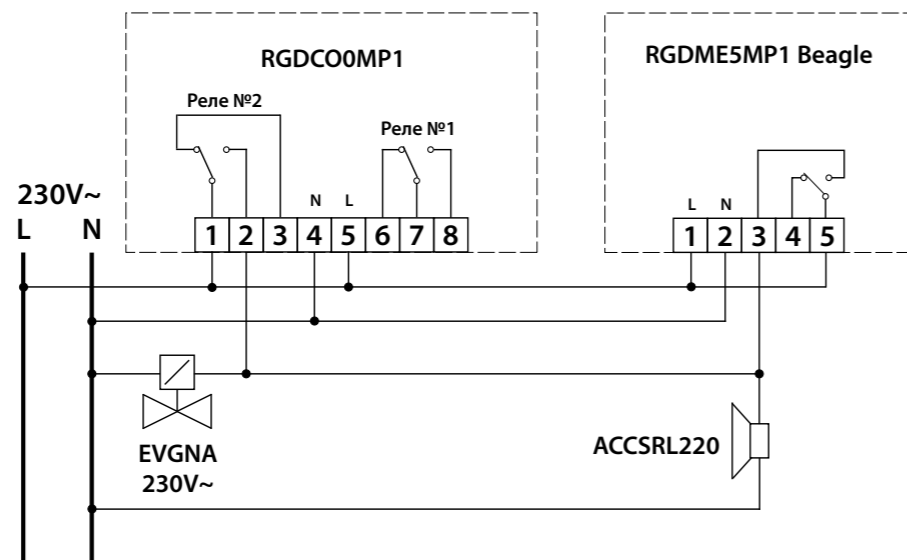 RGDCO0MP1
Реле №2
Реле №1
N L
1 2 3 4 5 6 7 8
RGDME5MP1 Beagle
L N
1 2 3 4 5
230V~
L N
EVGNA
230V~
ACCSRL220